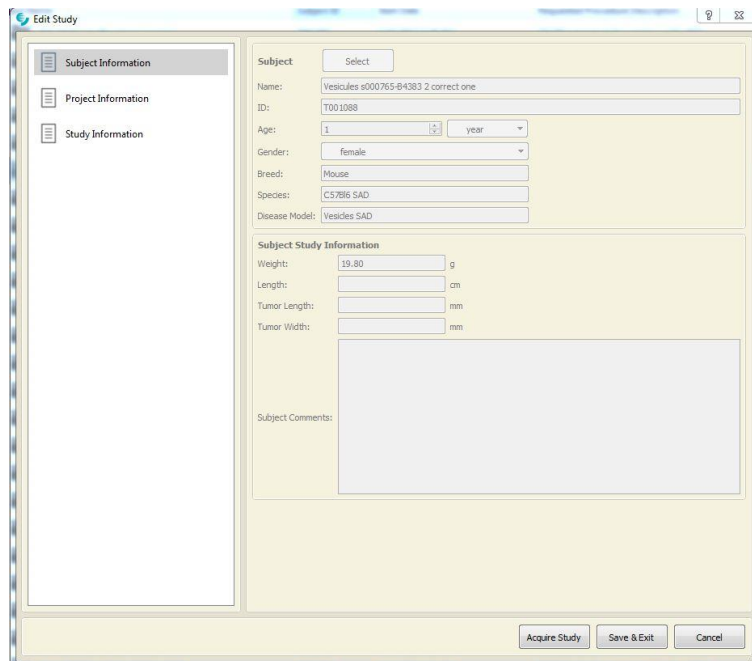 Edit Study
Subject Information
Project Information
Study Information
Subject Select
Name: Vesicules s000765-B4383 2 correct one
ID: T001088
Age: 1 year
Gender: female
Breed: Mouse
Species: C57Bl6 SAD
Disease Model: Vesicles SAD
Subject Study Information
Weight: 19.80 g
Length: cm
Tumor Length: mm
Tumor Width: mm
Subject Comments:
Acquire Study Save & Exit Cancel